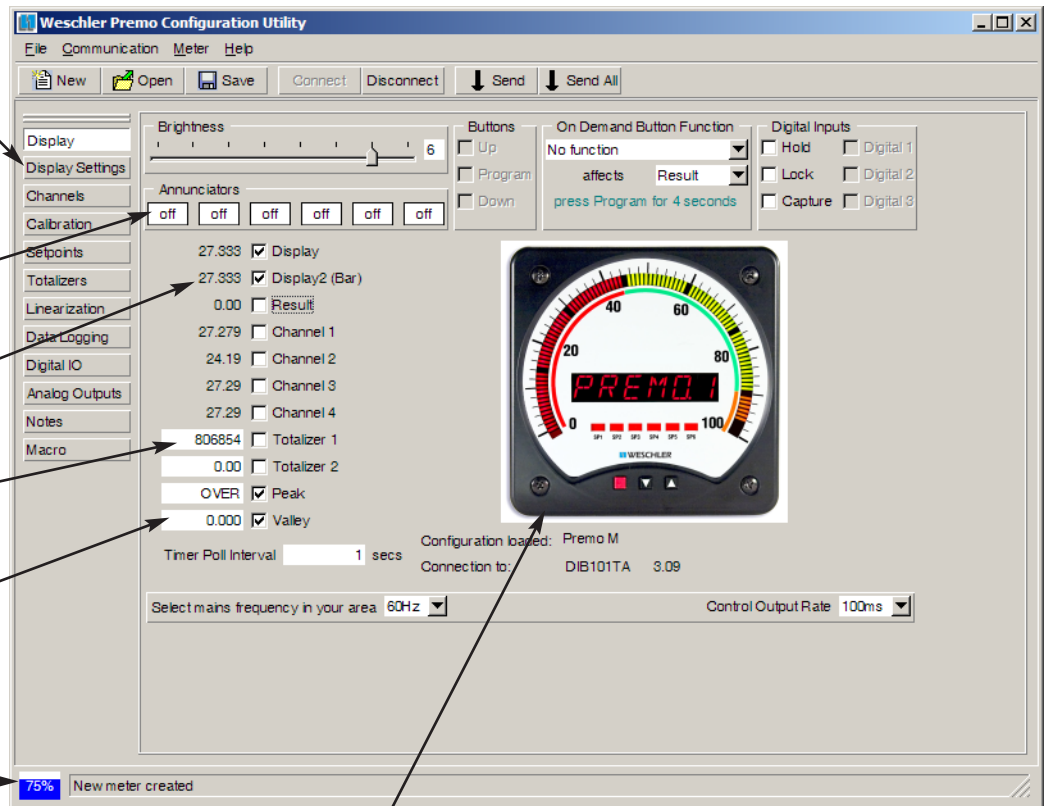 Weschler Premo Configuration Utility
File Communication Meter Help
New Open Save Connect Disconnect Send Send All
Display
Display Settings
Channels
Calibration
Setpoints
Totalizers
Linearization
Data Logging
Digital IO
Analog Outputs
Notes
Macro
Brightness
6
Annunciators
off off off off off off
Buttons
Up
Program
Down
On Demand Button Function
No function
affects Result
press Program for 4 seconds
Digital Inputs
Hold Digital 1
Lock Digital 2
Capture Digital 3
27.333 Display
27.333 Display2 (Bar)
0.00 Result
27.279 Channel 1
24.19 Channel 2
27.29 Channel 3
27.29 Channel 4
806854 Totalizer 1
0.00 Totalizer 2
OVER Peak
0.000 Valley
Timer Poll Interval 1 secs
40 60
20 80
PREMO.1
0 100
SP1 SP2 SP3 SP4 SP5 SP6
WESCHLER
Configuration loaded: Premo M
Connection to: DIB101TA 3.09
Select mains frequency in your area 60Hz Control Output Rate 100ms
75% New meter created